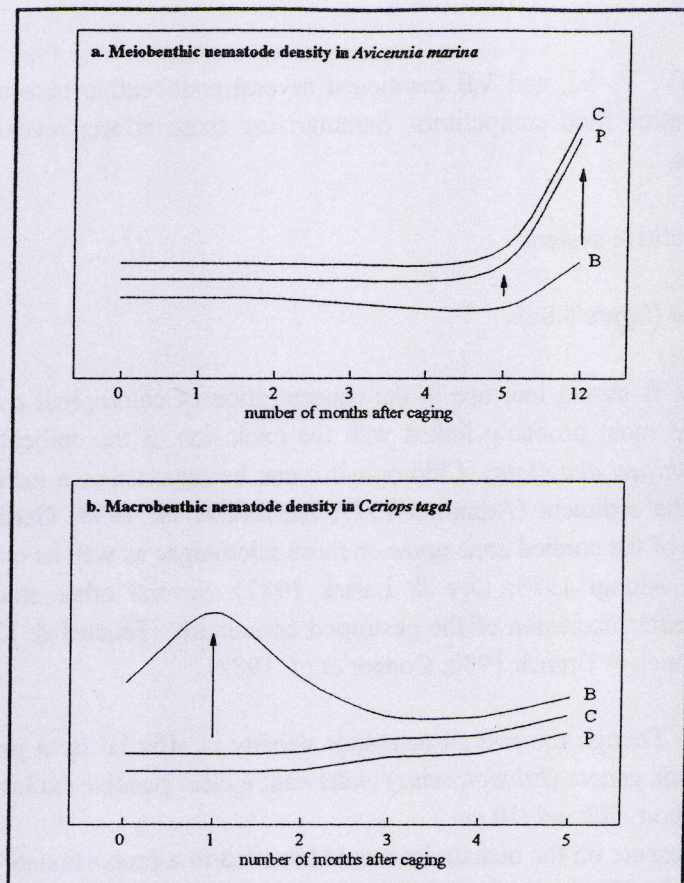 a. Meiobenthic nematode density in Avicennia marina
C
P
B
0 1 2 3 4 5 12
number of months after caging
b. Macrobenthic nematode density in Ceriops tagal
B
C
P
0 1 2 3 4 5
number of months after caging